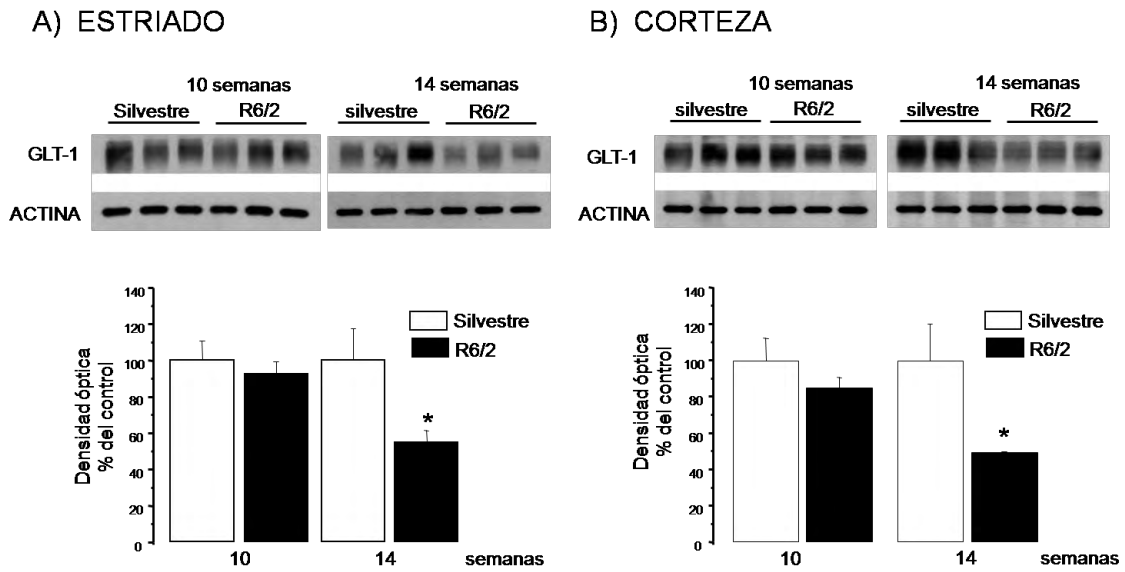 A) ESTRIADO
10 semanas
14 semanas
Silvestre
R6/2
silvestre
R6/2
GLT-1
ACTINA
Densidad óptica
% del control
140
120
100
80
60
40
20
0
Silvestre
R6/2
*
10
14
semanas
B) CORTEZA
10 semanas
14 semanas
silvestre
R6/2
silvestre
R6/2
GLT-1
ACTINA
Densidad óptica
% del control
140
120
100
80
60
40
20
0
Silvestre
R6/2
*
10
14
semanas